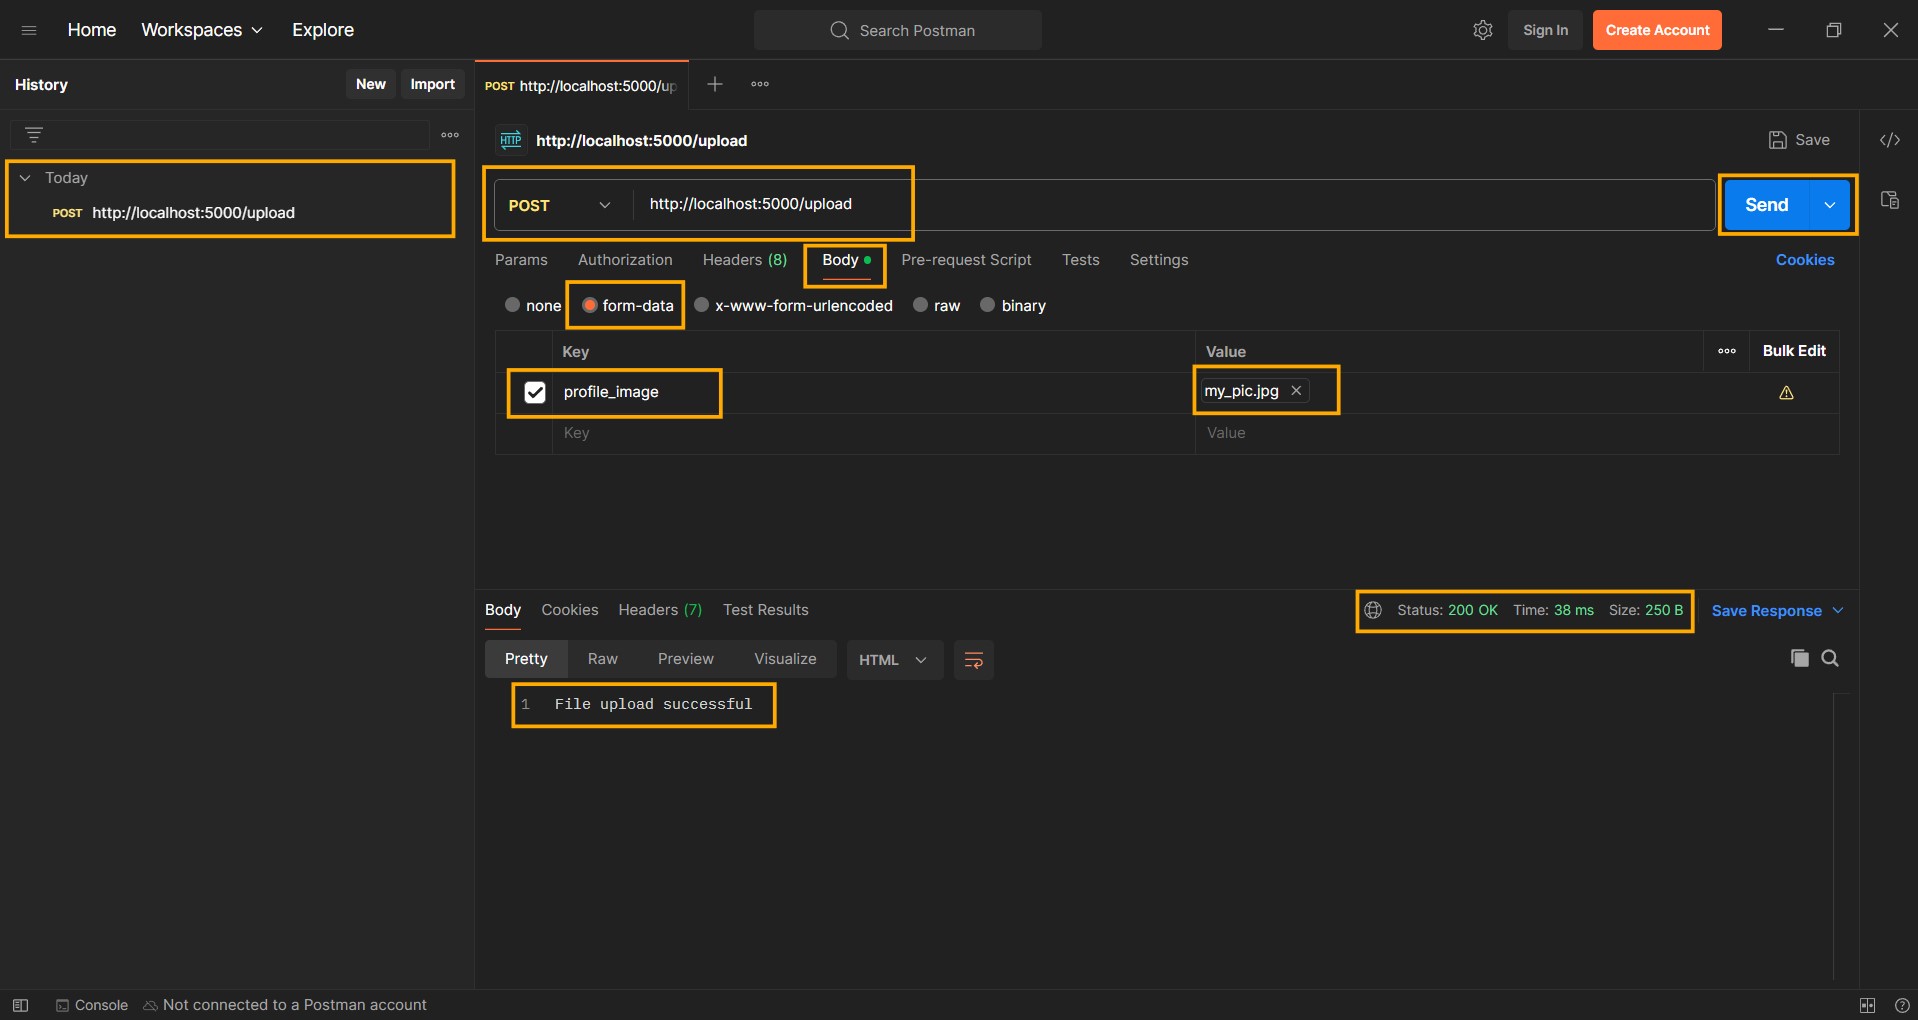 Home Workspaces Explore Search Postman Sign In Create Account
History New Import
POST http://localhost:5000/up
HTTP http://localhost:5000/upload Save
Today
POST http://localhost:5000/upload
POST http://localhost:5000/upload Send
Params Authorization Headers (8) Body Pre-request Script Tests Settings Cookies
none form-data x-www-form-urlencoded raw binary
Key Value Bulk Edit
profile_image my_pic.jpg
Key Value
Body Cookies Headers (7) Test Results Status: 200 OK Time: 38 ms Size: 250 B Save Response
Pretty Raw Preview Visualize HTML
1 File upload successful
Console Not connected to a Postman account